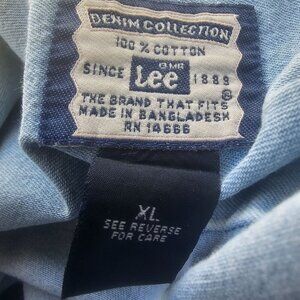 DENIM COLLECTION
100 % COTTON
MR
SINCE Lee 1889
®
THE BRAND THAT FITS
MADE IN BANGLADESH
RN 14666
XL
SEE REVERSE
FOR CARE